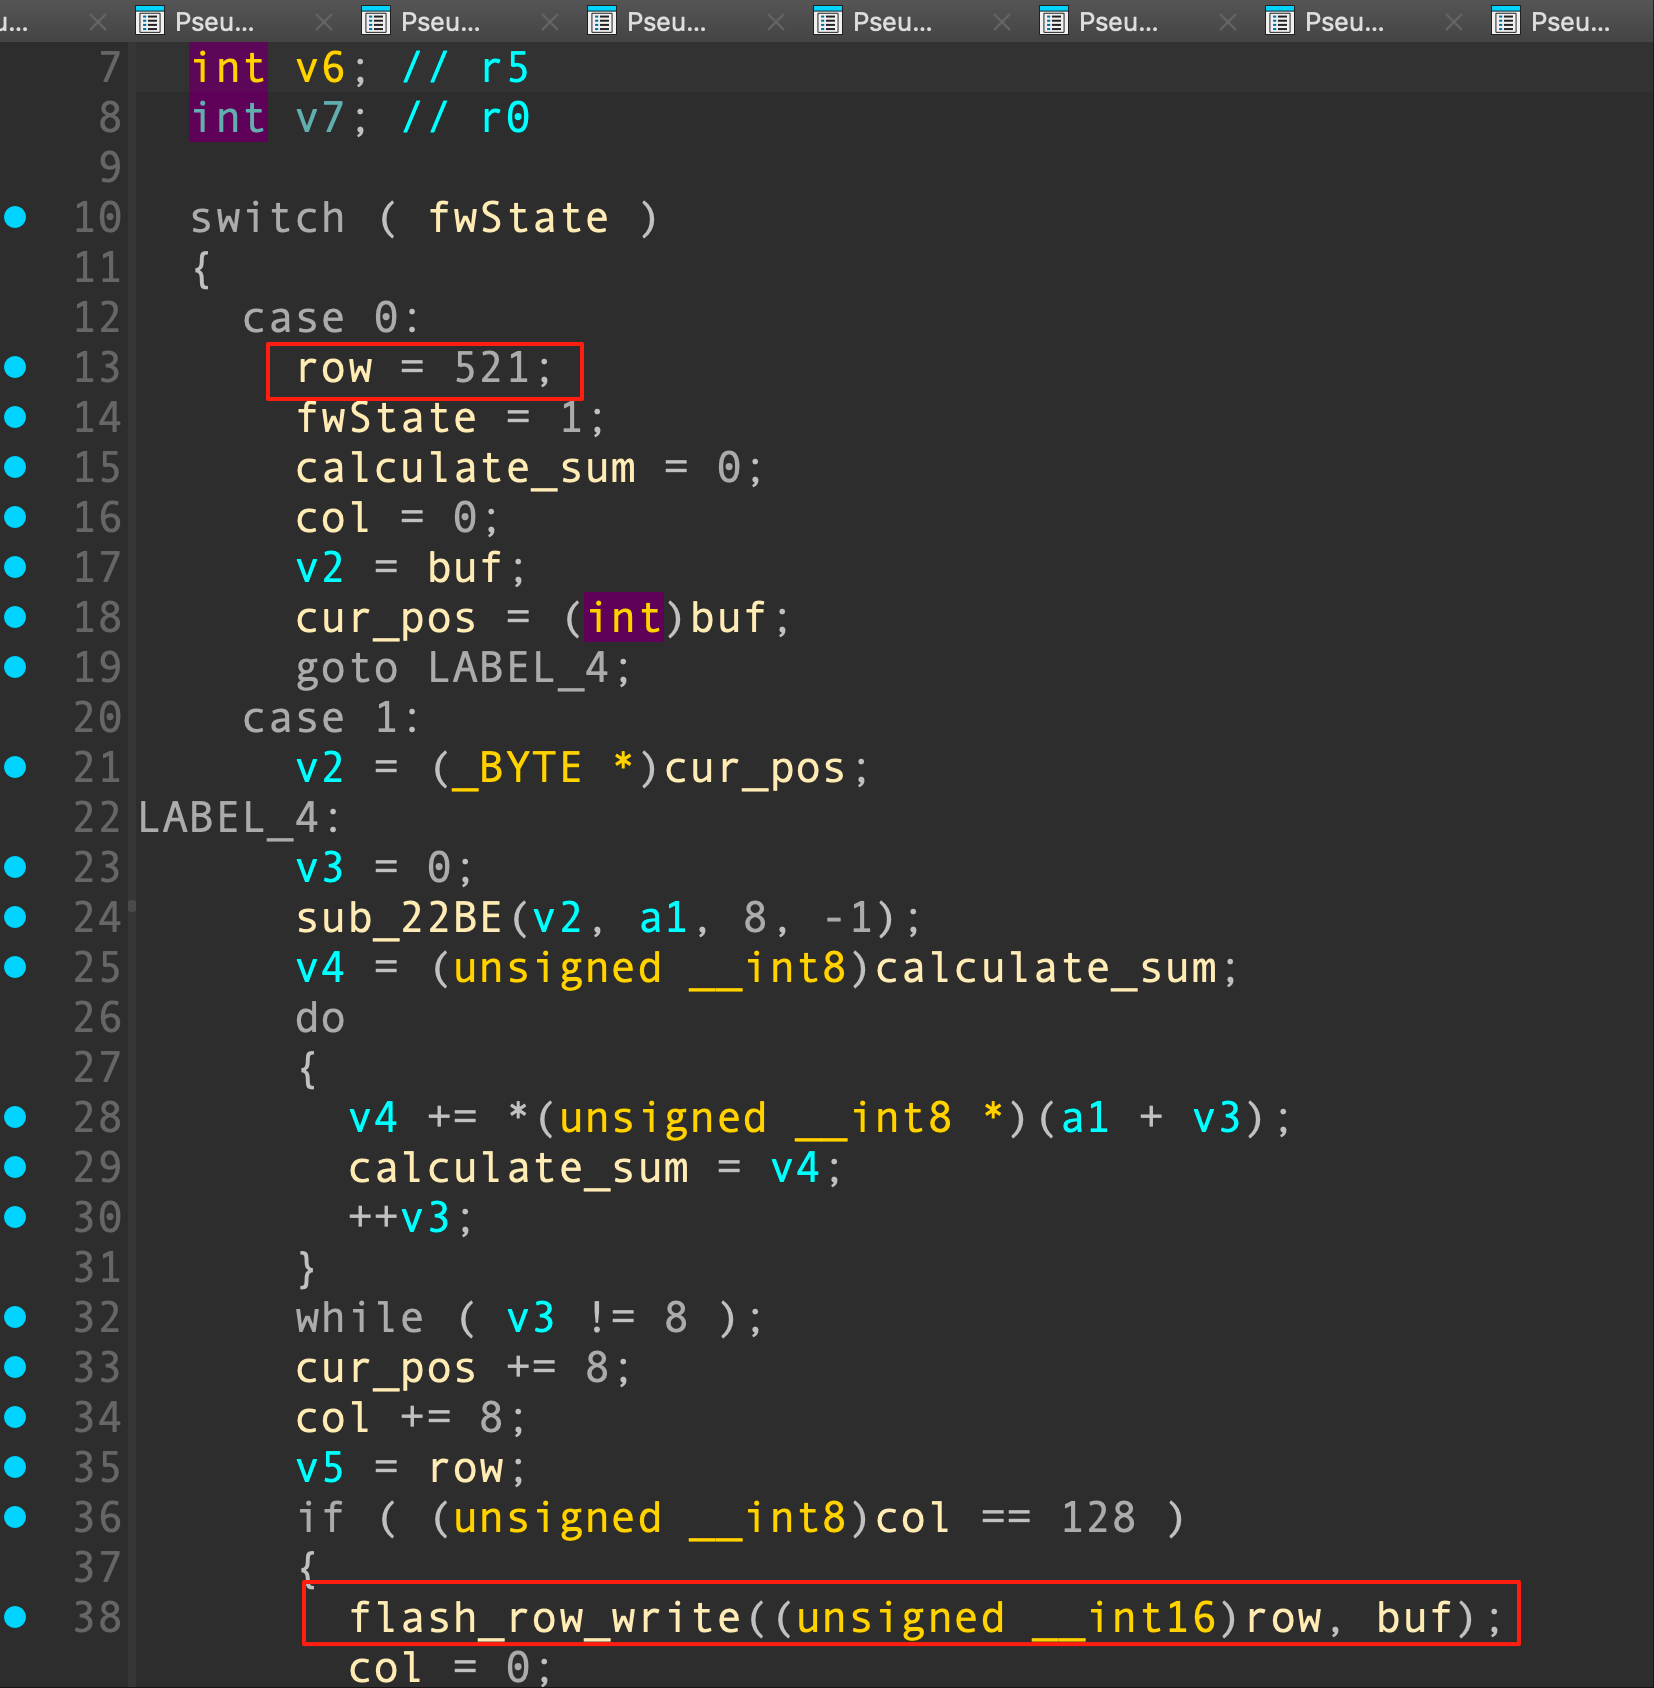 u... Pseu... Pseu... Pseu... Pseu... Pseu... Pseu... Pseu...
7 int v6; // r5
8 int v7; // r0
9
10 switch ( fwState )
11 {
12 case 0:
13 row = 521;
14 fwState = 1;
15 calculate_sum = 0;
16 col = 0;
17 v2 = buf;
18 cur_pos = (int)buf;
19 goto LABEL_4;
20 case 1:
21 v2 = (_BYTE *)cur_pos;
22 LABEL_4:
23 v3 = 0;
24 sub_22BE(v2, a1, 8, -1);
25 v4 = (unsigned __int8)calculate_sum;
26 do
27 {
28 v4 += *(unsigned __int8 *)(a1 + v3);
29 calculate_sum = v4;
30 ++v3;
31 }
32 while ( v3 != 8 );
33 cur_pos += 8;
34 col += 8;
35 v5 = row;
36 if ( (unsigned __int8)col == 128 )
37 {
38 flash_row_write((unsigned __int16)row, buf);
col = 0;